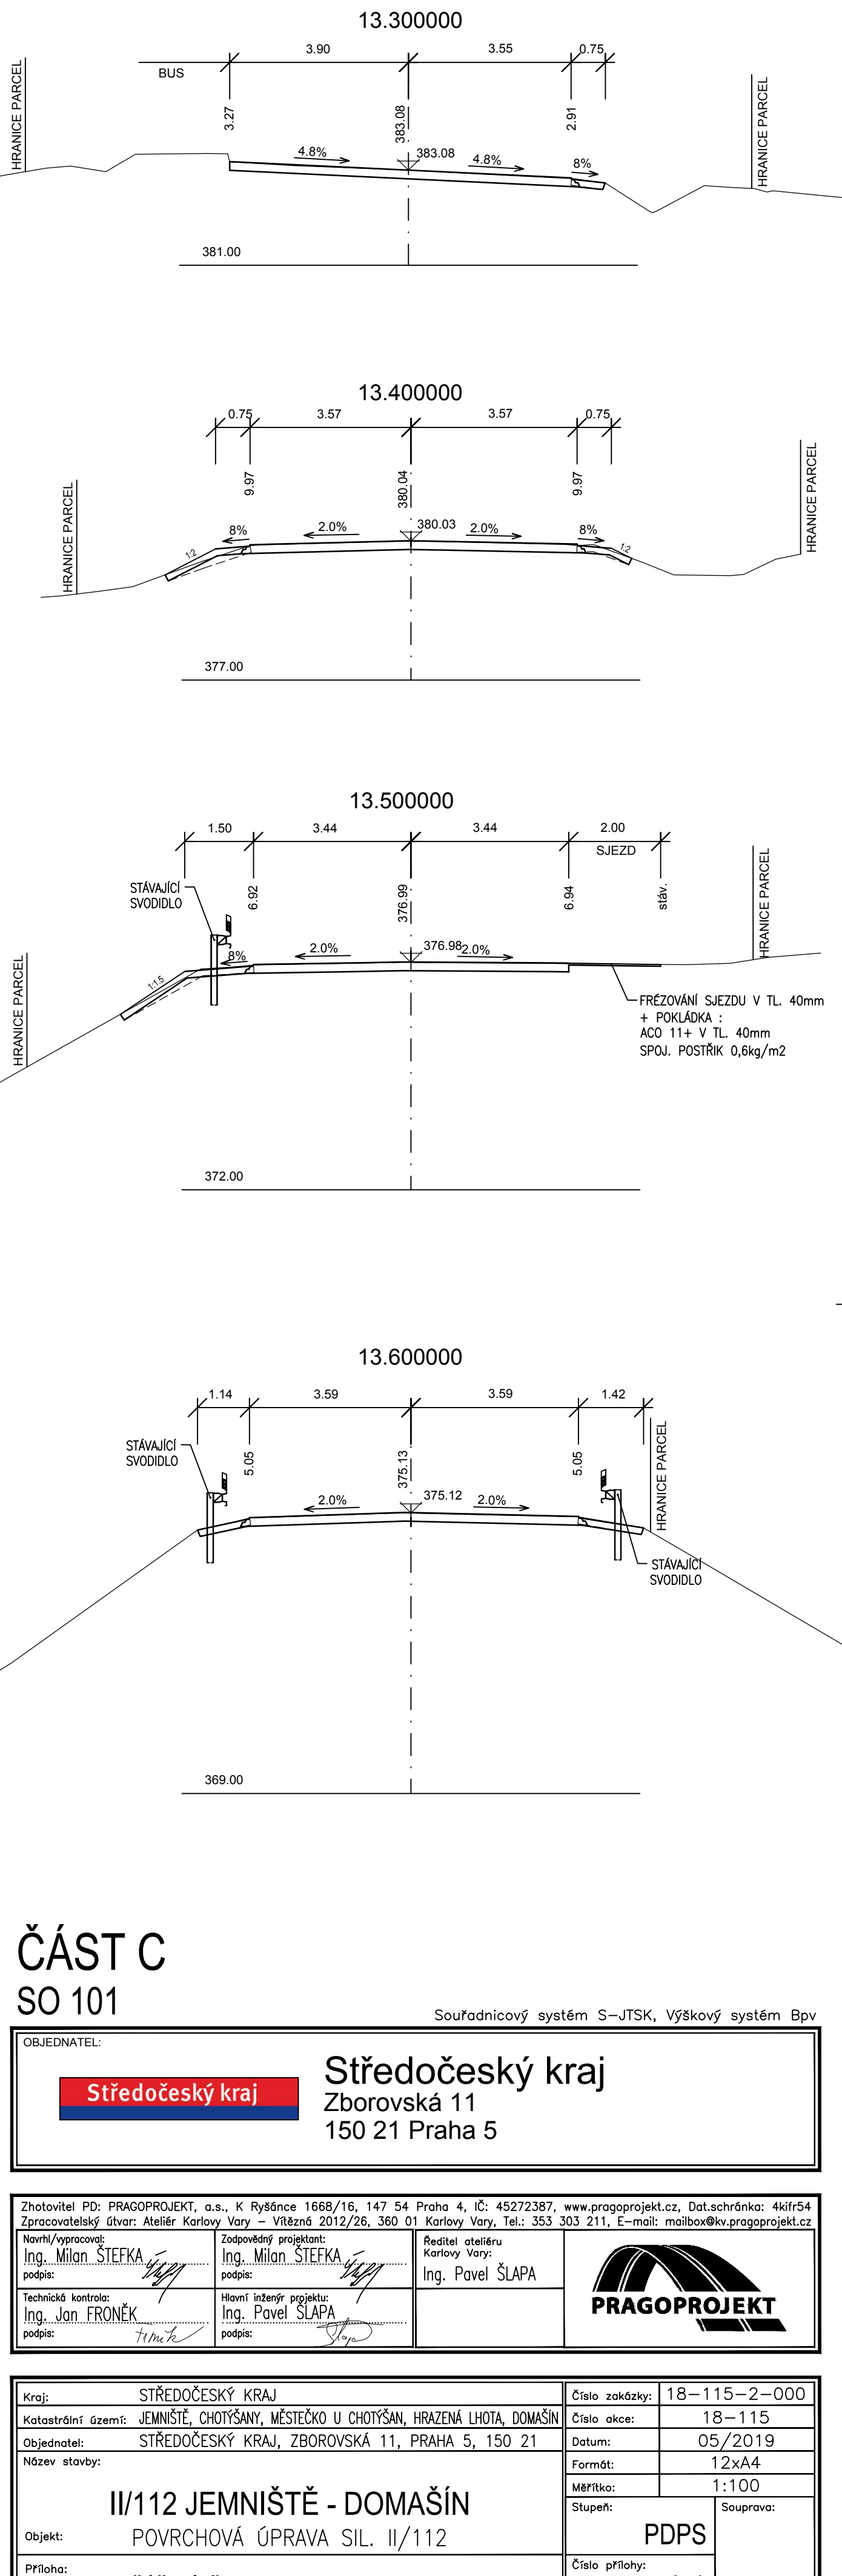 13.300000
3.90
3.55
0.75
BUS
HRANICE PARCEL
3.27
383.08
2.91
HRANICE PARCEL
4.8%
383.08
4.8%
8%
381.00
13.400000
0.75
3.57
3.57
0.75
HRANICE PARCEL
9.97
380.04
9.97
HRANICE PARCEL
1:2
8%
2.0%
380.03
2.0%
8%
1:2
377.00
13.500000
1.50
3.44
3.44
2.00
SJEZD
STÁVAJÍCÍ
SVODIDLO
6.92
376.99
6.94
stáv.
HRANICE PARCEL
HRANICE PARCEL
1:1.5
8%
2.0%
376.98
2.0%
FRÉZOVÁNÍ SJEZDU V TL. 40mm
+ POKLÁDKA :
ACO 11+ V TL. 40mm
SPOJ. POSTŘIK 0,6kg/m2
372.00
13.600000
1.14
3.59
3.59
1.42
STÁVAJÍCÍ
SVODIDLO
5.05
375.13
5.05
HRANICE PARCEL
2.0%
375.12
2.0%
STÁVAJÍCÍ
SVODIDLO
369.00
ČÁST C
SO 101
Souřadnicový systém S-JTSK, Výškový systém Bpv
OBJEDNATEL:
Středočeský kraj
Středočeský kraj
Zborovská 11
150 21 Praha 5
Zhotovitel PD: PRAGOPROJEKT, a.s., K Ryšánce 1668/16, 147 54 Praha 4, IČ: 45272387, www.pragoprojekt.cz, Dat.schránka: 4kifr54
Zpracovatelský útvar: Ateliér Karlovy Vary – Vítězná 2012/26, 360 01 Karlovy Vary, Tel.: 353 303 211, E-mail: mailbox@kv.pragoprojekt.cz
Navrhl/vypracoval:
Ing. Milan ŠTEFKA
podpis:
Zodpovědný projektant:
Ing. Milan ŠTEFKA
podpis:
Ředitel ateliéru
Karlovy Vary:
Ing. Pavel ŠLAPA
Technická kontrola:
Ing. Jan FRONĚK
podpis:
Hlavní inženýr projektu:
Ing. Pavel ŠLAPA
podpis:
PRAGOPROJEKT
Kraj: STŘEDOČESKÝ KRAJ
Katastrální území: JEMNIŠTĚ, CHOTÝŠANY, MĚSTEČKO U CHOTÝŠAN, HRAZENÁ LHOTA, DOMAŠÍN
Objednatel: STŘEDOČESKÝ KRAJ, ZBOROVSKÁ 11, PRAHA 5, 150 21
Název stavby:
II/112 JEMNIŠTĚ - DOMAŠÍN
Objekt: POVRCHOVÁ ÚPRAVA SIL. II/112
Příloha:
Číslo zakázky: 18-115-2-000
Číslo akce: 18-115
Datum: 05/2019
Formát: 12xA4
Měřítko: 1:100
Stupeň:
PDPS
Souprava:
Číslo přílohy: